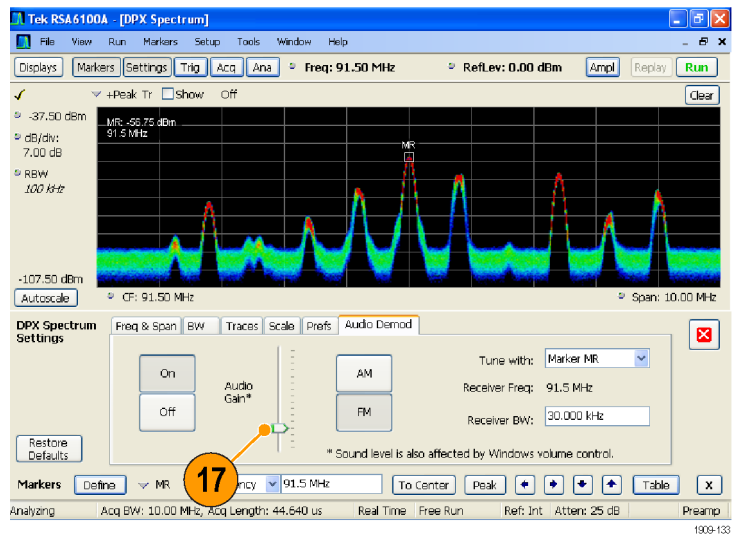 Tek RSA6100A - [DPX Spectrum]
File View Run Markers Setup Tools Window Help
Displays Markers Settings Trig Acq Ana Freq: 91.50 MHz RefLev: 0.00 dBm Ampl Replay Run
+Peak Tr Show Off Clear
-37.50 dBm
dB/div:
7.00 dB
RBW
100 kHz
-107.50 dBm
MR: -56.75 dBm
91.5 MHz
MR
Autoscale CF: 91.50 MHz Span: 10.00 MHz
DPX Spectrum
Settings
Freq & Span BW Traces Scale Prefs Audio Demod
On
Off
Audio
Gain*
AM
FM
Tune with: Marker MR
Receiver Freq: 91.5 MHz
Receiver BW: 30.000 kHz
* Sound level is also affected by Windows volume control.
Restore
Defaults
17
Markers Define MR ncy 91.5 MHz To Center Peak Table X
Analyzing Acq BW: 10.00 MHz, Acq Length: 44.640 us Real Time Free Run Ref: Int Atten: 25 dB Preamp
1909-133